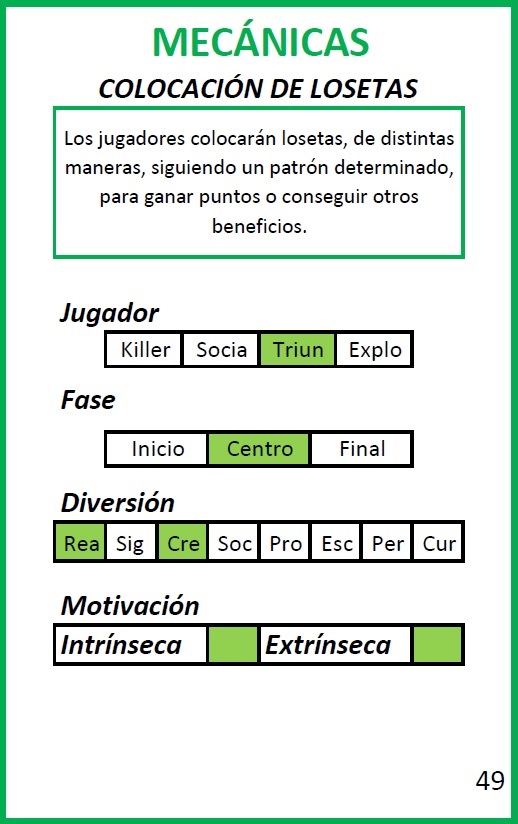 MECÁNICAS
COLOCACIÓN DE LOSETAS
Los jugadores colocarán losetas, de distintas
maneras, siguiendo un patrón determinado,
para ganar puntos o conseguir otros
beneficios.
Jugador
Killer Socia Triun Explo
Fase
Inicio Centro Final
Diversión
Rea Sig Cre Soc Pro Esc Per Cur
Motivación
Intrínseca Extrínseca
49